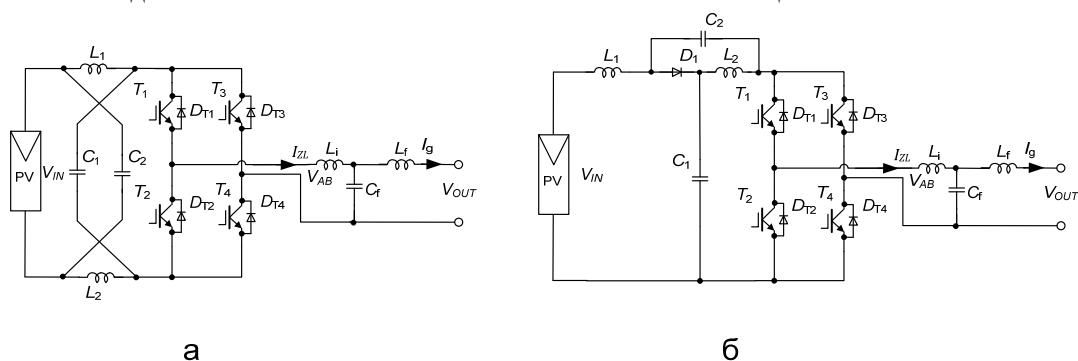 L1
T1
T3
DT1
DT3
PV
VIN
C1
C2
IZL
Li
Lf
Ig
VAB
Cf
VOUT
T2
T4
DT2
DT4
L2
а
C2
L1
D1
L2
T1
T3
DT1
DT3
PV
VIN
C1
IZL
Li
Lf
Ig
VAB
Cf
VOUT
T2
T4
DT2
DT4
б